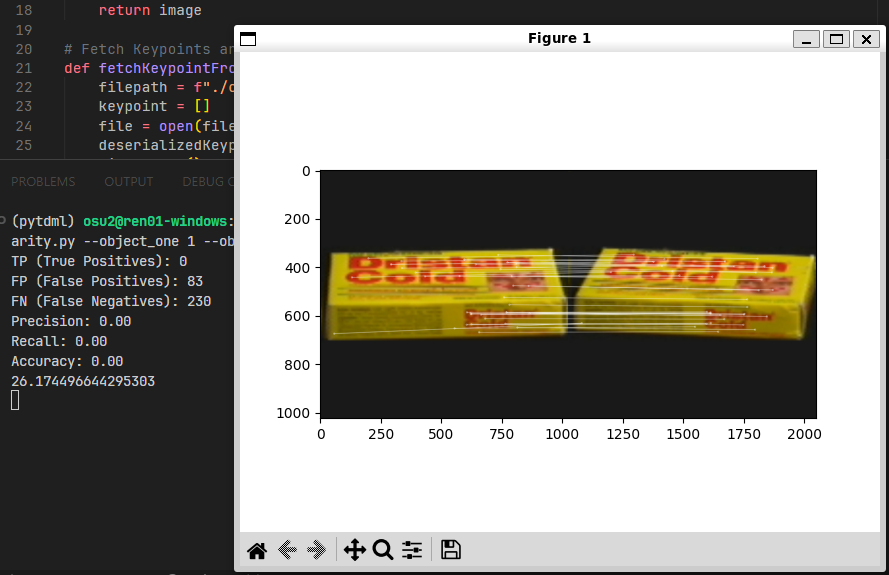 18 return image
19
20 # Fetch Keypoints an
21 def fetchKeypointFro
22 filepath = f"./
23 keypoint = []
24 file = open(file
25 deserializedKeyp
PROBLEMS OUTPUT DEBUG C
(pytdml) osu2@ren01-windows:
arity.py --object_one 1 --ob
TP (True Positives): 0
FP (False Positives): 83
FN (False Negatives): 230
Precision: 0.00
Recall: 0.00
Accuracy: 0.00
26.174496644295303
Figure 1
0
200
400
600
800
1000
0 250 500 750 1000 1250 1500 1750 2000
Dristan Dristan
Cold Cold